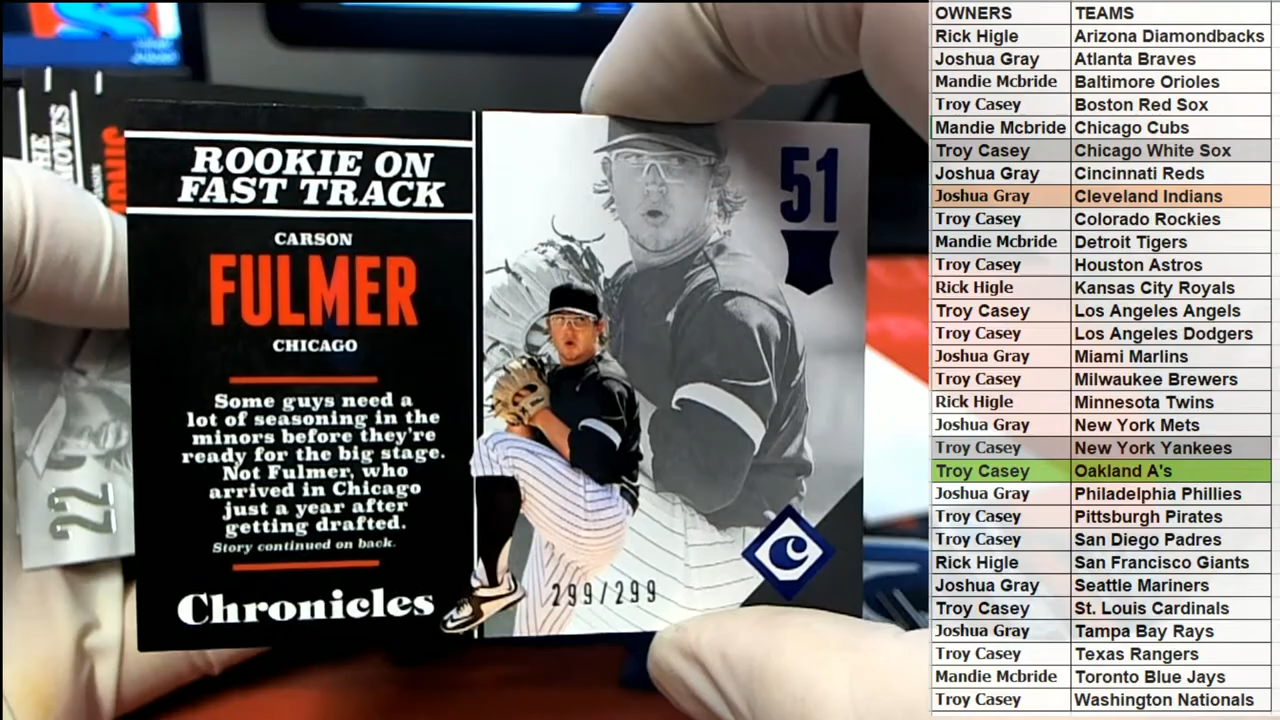 ROOKIE ON
FAST TRACK
CARSON
FULMER
CHICAGO
Some guys need a
lot of seasoning in the
minors before they're
ready for the big stage.
Not Fulmer, who
arrived in Chicago
just a year after
getting drafted.
Story continued on back.
Chronicles
51
C
299/299
22
OWNERS TEAMS
Rick Higle Arizona Diamondbacks
Joshua Gray Atlanta Braves
Mandie Mcbride Baltimore Orioles
Troy Casey Boston Red Sox
Mandie Mcbride Chicago Cubs
Troy Casey Chicago White Sox
Joshua Gray Cincinnati Reds
Joshua Gray Cleveland Indians
Troy Casey Colorado Rockies
Mandie Mcbride Detroit Tigers
Troy Casey Houston Astros
Rick Higle Kansas City Royals
Troy Casey Los Angeles Angels
Troy Casey Los Angeles Dodgers
Joshua Gray Miami Marlins
Troy Casey Milwaukee Brewers
Rick Higle Minnesota Twins
Joshua Gray New York Mets
Troy Casey New York Yankees
Troy Casey Oakland A's
Joshua Gray Philadelphia Phillies
Troy Casey Pittsburgh Pirates
Troy Casey San Diego Padres
Rick Higle San Francisco Giants
Joshua Gray Seattle Mariners
Troy Casey St. Louis Cardinals
Joshua Gray Tampa Bay Rays
Troy Casey Texas Rangers
Mandie Mcbride Toronto Blue Jays
Troy Casey Washington Nationals